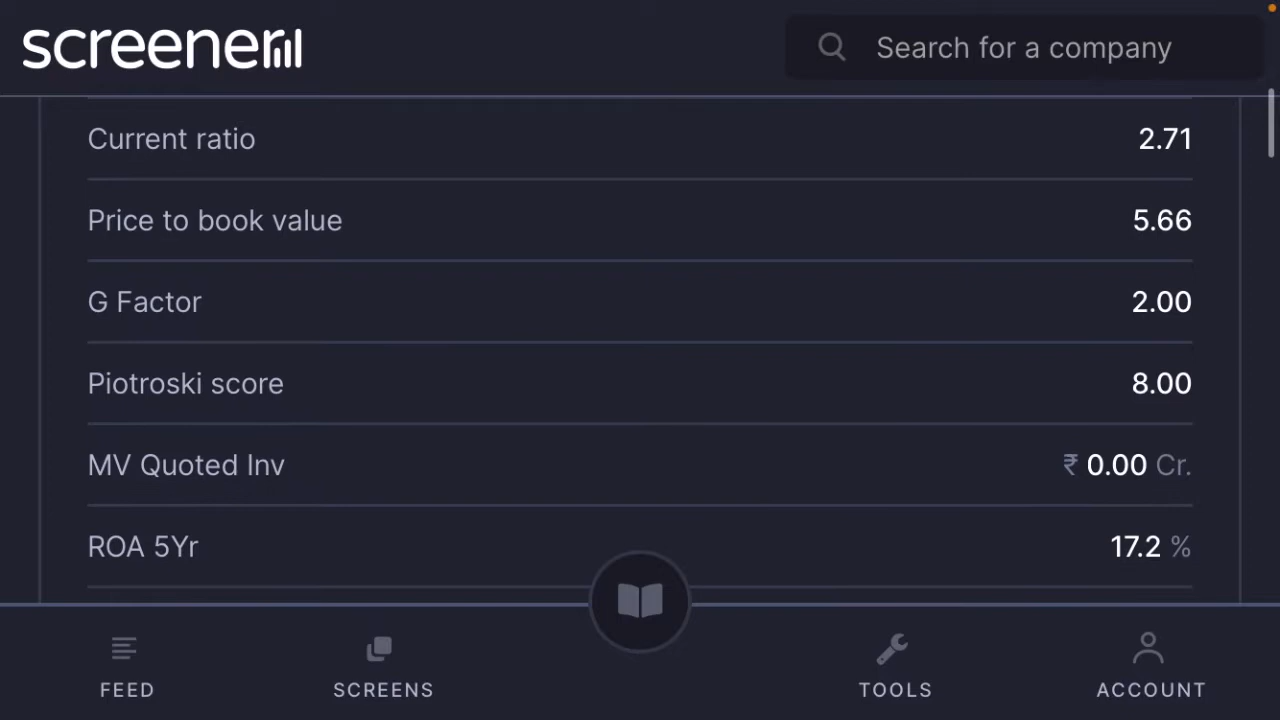 screener
Search for a company
Current ratio 2.71
Price to book value 5.66
G Factor 2.00
Piotroski score 8.00
MV Quoted Inv ₹ 0.00 Cr.
ROA 5Yr 17.2 %
FEED SCREENS TOOLS ACCOUNT